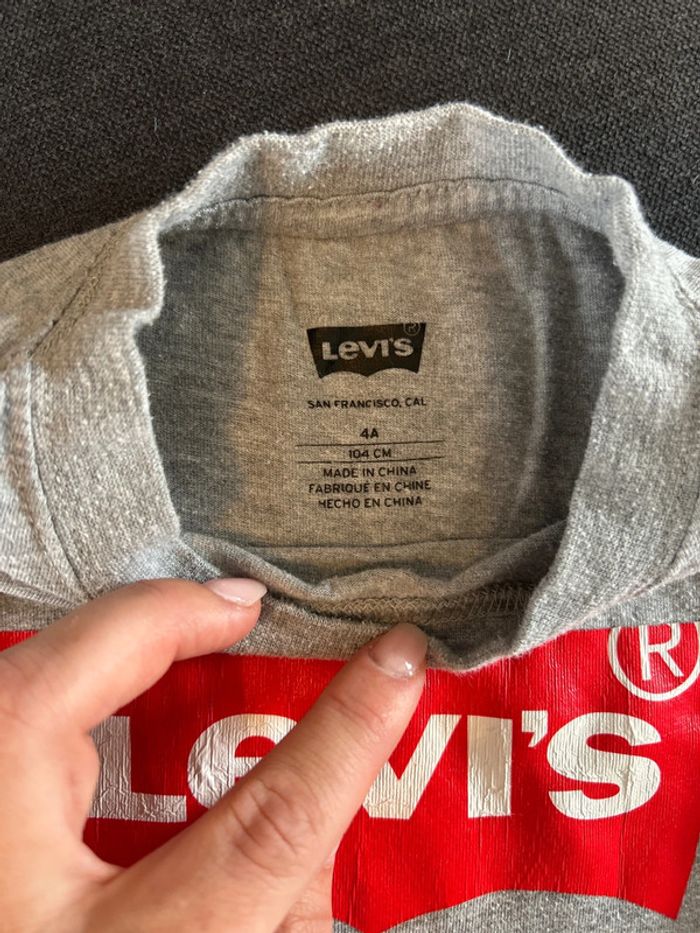 LEVI'S
®
SAN FRANCISCO, CAL
4A
104 CM
MADE IN CHINA
FABRIQUÉ EN CHINE
HECHO EN CHINA
®
LEVI'S